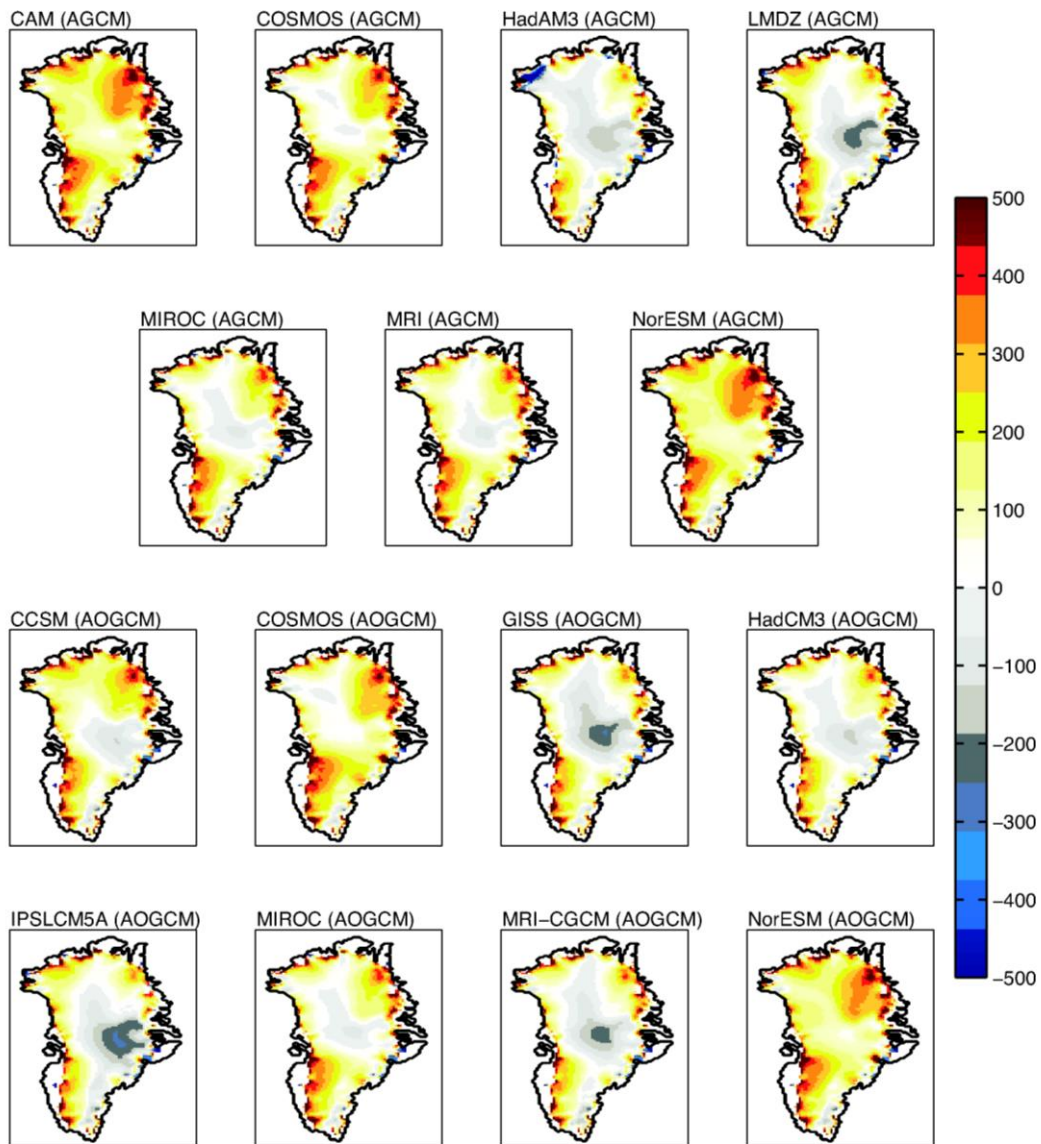 CAM (AGCM)
COSMOS (AGCM)
HadAM3 (AGCM)
LMDZ (AGCM)
MIROC (AGCM)
MRI (AGCM)
NorESM (AGCM)
500
400
300
200
100
0
−100
−200
−300
−400
−500
CCSM (AOGCM)
COSMOS (AOGCM)
GISS (AOGCM)
HadCM3 (AOGCM)
IPSLCM5A (AOGCM)
MIROC (AOGCM)
MRI−CGCM (AOGCM)
NorESM (AOGCM)